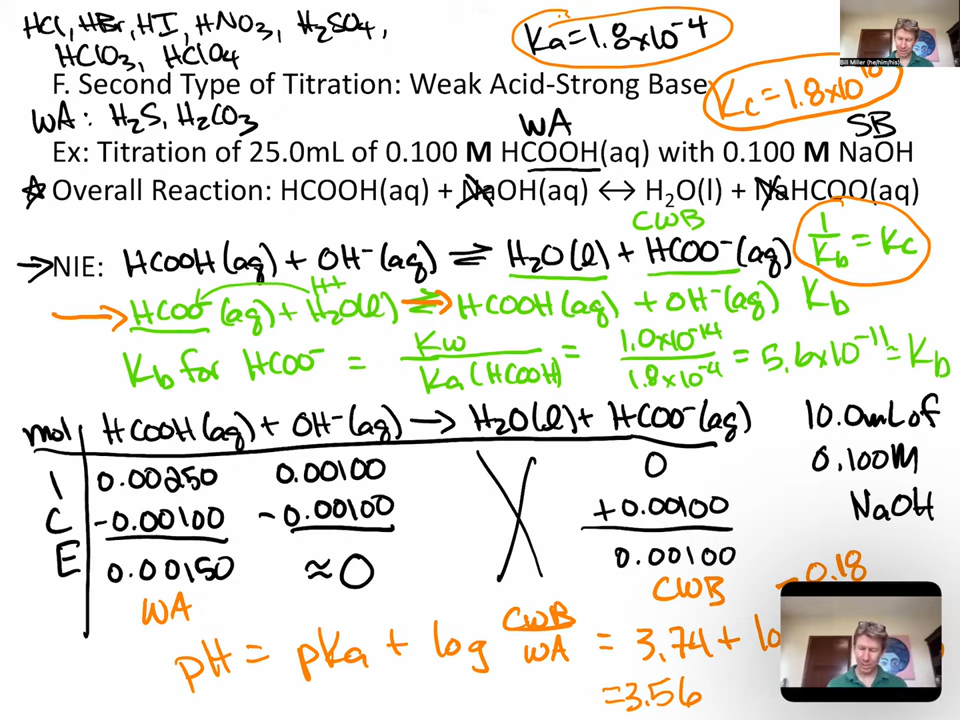 HCl, HBr, HI, HNO₃, H₂SO₄,
HClO₃, HClO₄
Ka = 1.8x10⁻⁴
Bill Miller (he/him/his)
F. Second Type of Titration: Weak Acid-Strong Base
Kc = 1.8x10¹⁰
WA: H₂S, H₂CO₃
WA
SB
Ex: Titration of 25.0mL of 0.100 M HCOOH(aq) with 0.100 M NaOH
☆ Overall Reaction: HCOOH(aq) + NaOH(aq) ↔ H₂O(l) + NaHCOO(aq)
CWB
→ NIE: HCOOH(aq) + OH⁻(aq) ⇌ H₂O(l) + HCOO⁻(aq)
1/Kb = Kc
H+
HCOO⁻(aq) + H₂O(l) ⇌ HCOOH(aq) + OH⁻(aq) Kb
Kb for HCOO⁻ = Kw/Ka(HCOOH) = 1.0x10⁻¹⁴/1.8x10⁻⁴ = 5.6x10⁻¹¹ = Kb
mol HCOOH(aq) + OH⁻(aq) → H₂O(l) + HCOO⁻(aq)
10.0mL of
0.100M
NaOH
I 0.00250 0.00100 0
C -0.00100 -0.00100 +0.00100
E 0.00150 ≈0 0.00100
WA
CWB
-0.18
pH = pKa + log CWB/WA = 3.74 + lo
=3.56